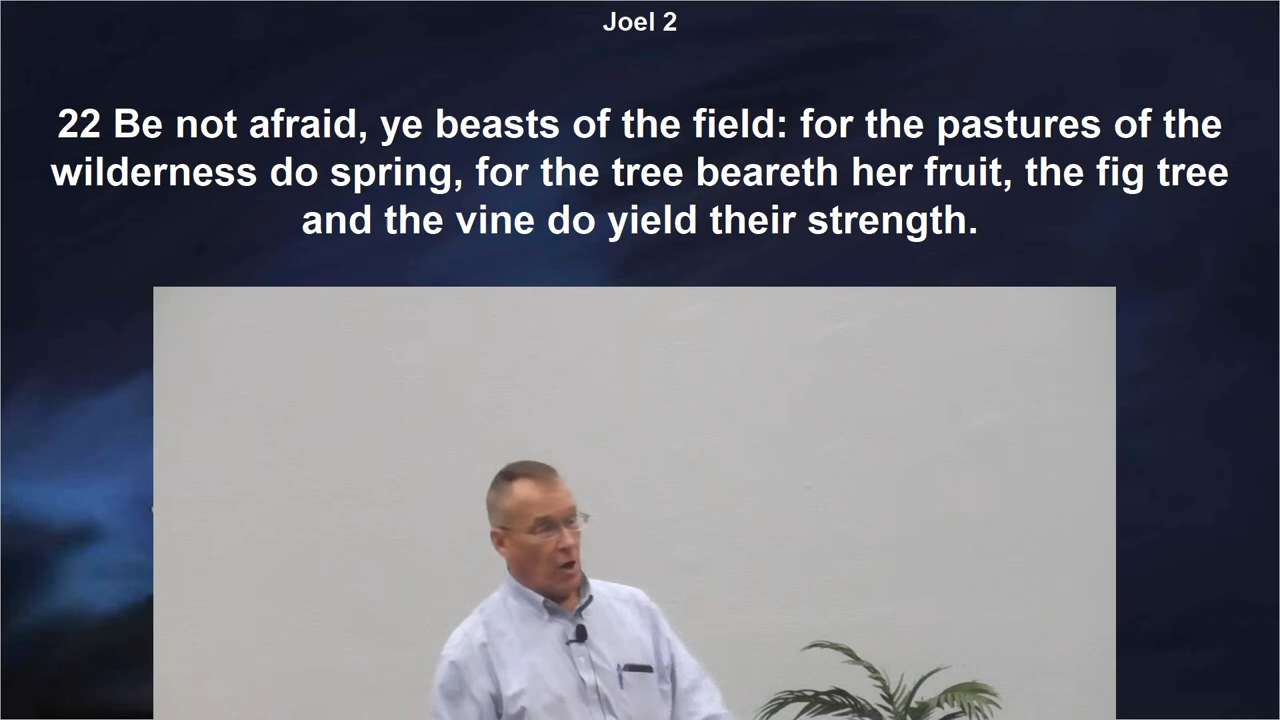 Joel 2
22 Be not afraid, ye beasts of the field: for the pastures of the
wilderness do spring, for the tree beareth her fruit, the fig tree
and the vine do yield their strength.